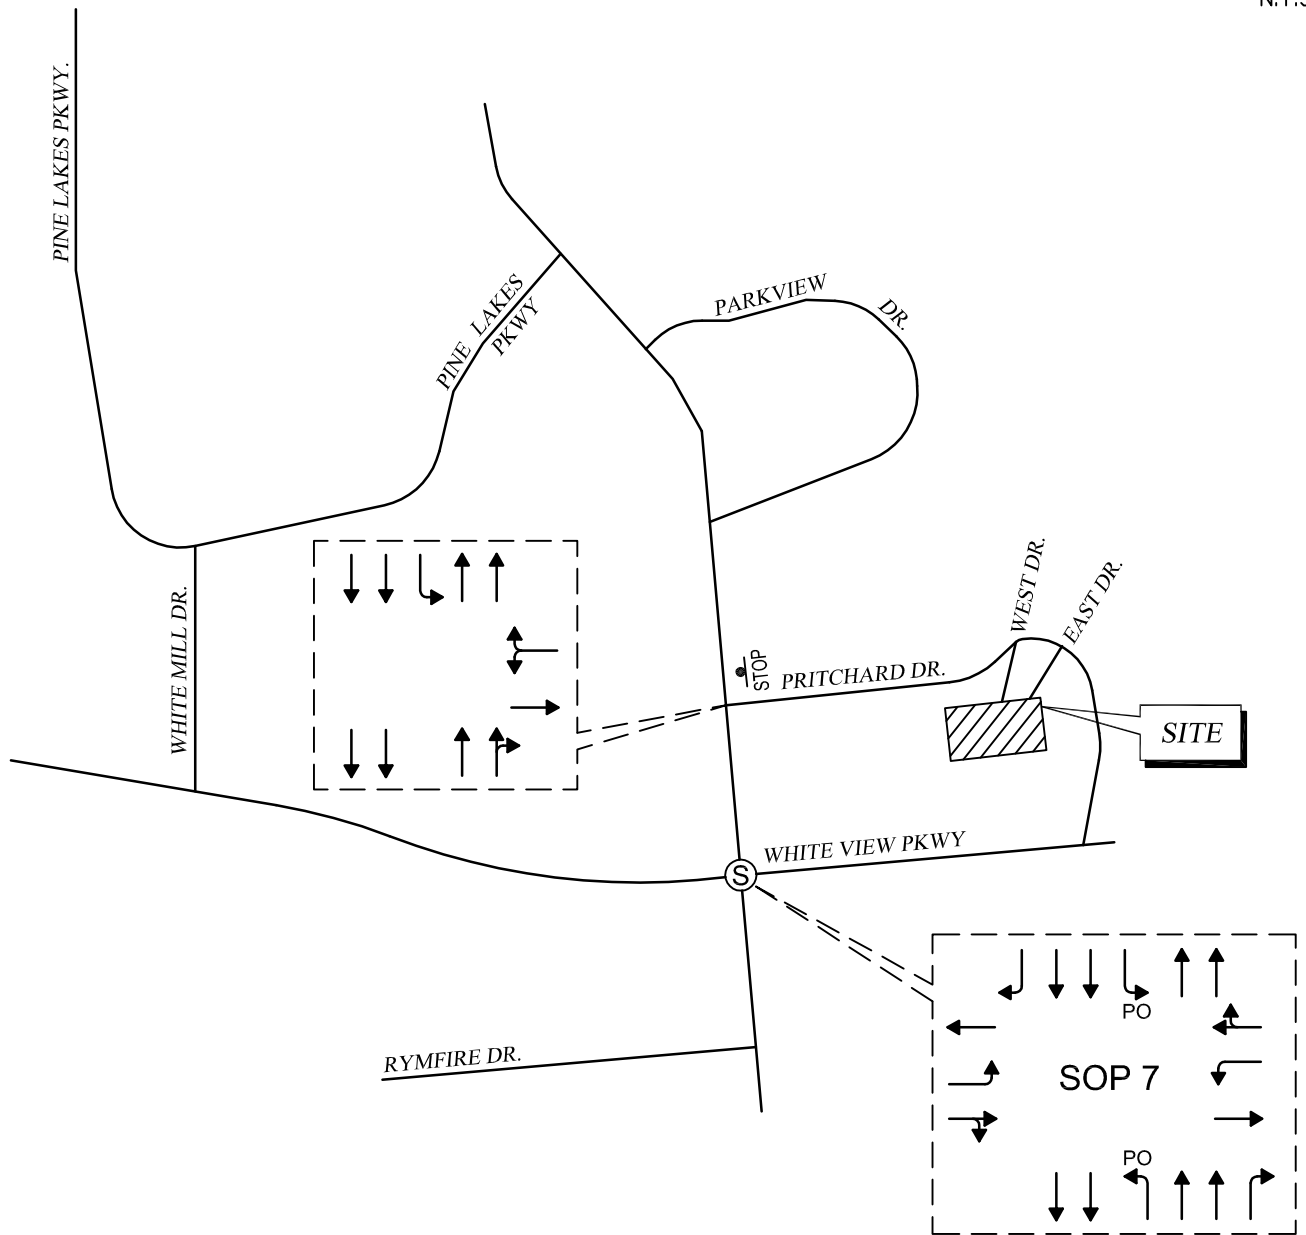 PINE LAKES PKWY.
PINE LAKES
PKWY
PARKVIEW DR.
WEST DR.
EAST DR.
WHITE MILL DR.
STOP
PRITCHARD DR.
SITE
WHITE VIEW PKWY
S
RYMFIRE DR.
PO
SOP 7
PO